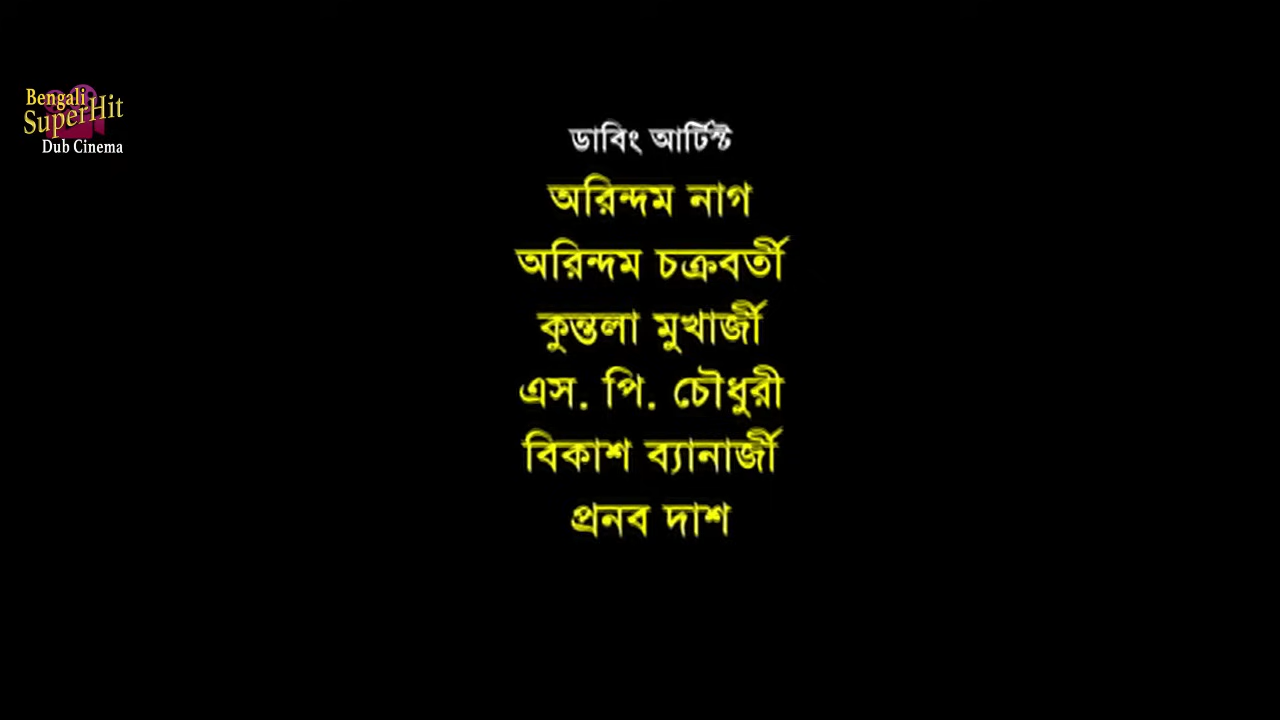 Bengali
SuperHit
Dub Cinema
ডাবিং আর্টিস্ট
অরিন্দম নাগ
অরিন্দম চক্রবর্তী
কুন্তলা মুখার্জী
এস. পি. চৌধুরী
বিকাশ ব্যানার্জী
প্রনব দাশ